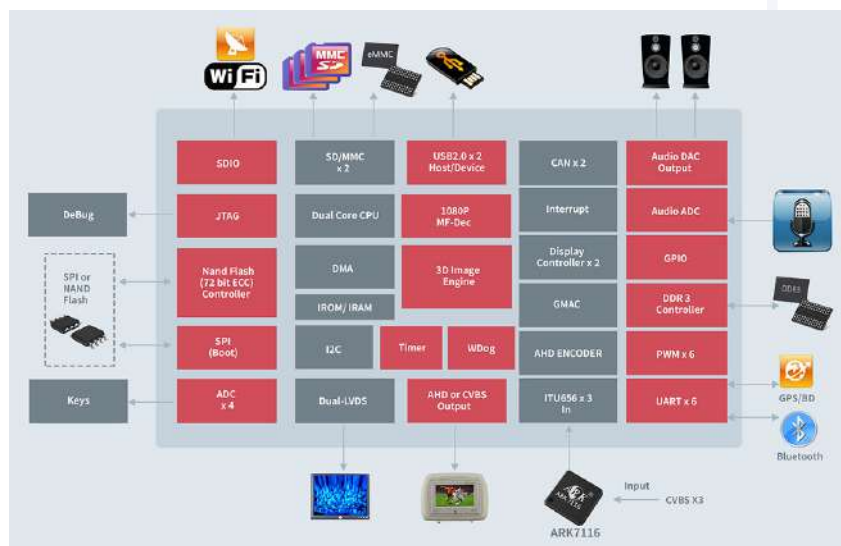 WiFi
MMC
SD
eMMC
SDIO
SD/MMC
x 2
USB2.0 x 2
Host/Device
CAN x 2
Audio DAC
Output
DeBug
JTAG
Dual Core CPU
1080P
MF-Dec
Interrupt
Audio ADC
SPI or
NAND
Flash
Nand Flash
(72 bit ECC)
Controller
DMA
3D Image
Engine
Display
Controller x 2
GPIO
IROM/ IRAM
GMAC
DDR 3
Controller
DDR3
SPI
(Boot)
I2C
Timer
WDog
AHD ENCODER
PWM x 6
Keys
ADC
x 4
Dual-LVDS
AHD or CVBS
Output
ITU656 x 3
In
UART x 6
GPS/BD
Bluetooth
ARK
ARK7116
Input
CVBS X3
ARK7116